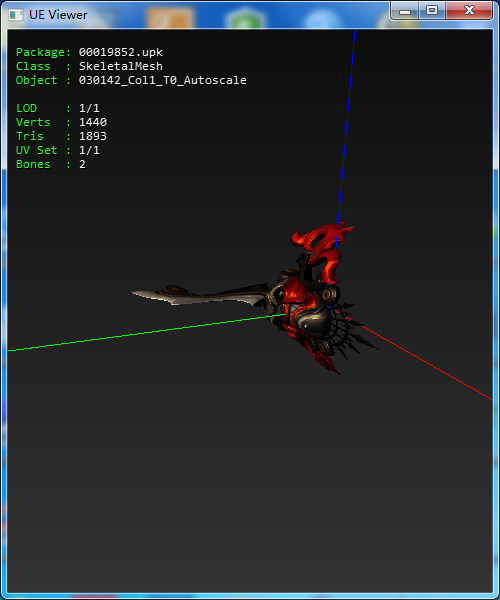 UE Viewer
Package: 00019852.upk
Class : SkeletalMesh
Object : 030142_Col1_T0_Autoscale
LOD : 1/1
Verts : 1440
Tris : 1893
UV Set : 1/1
Bones : 2